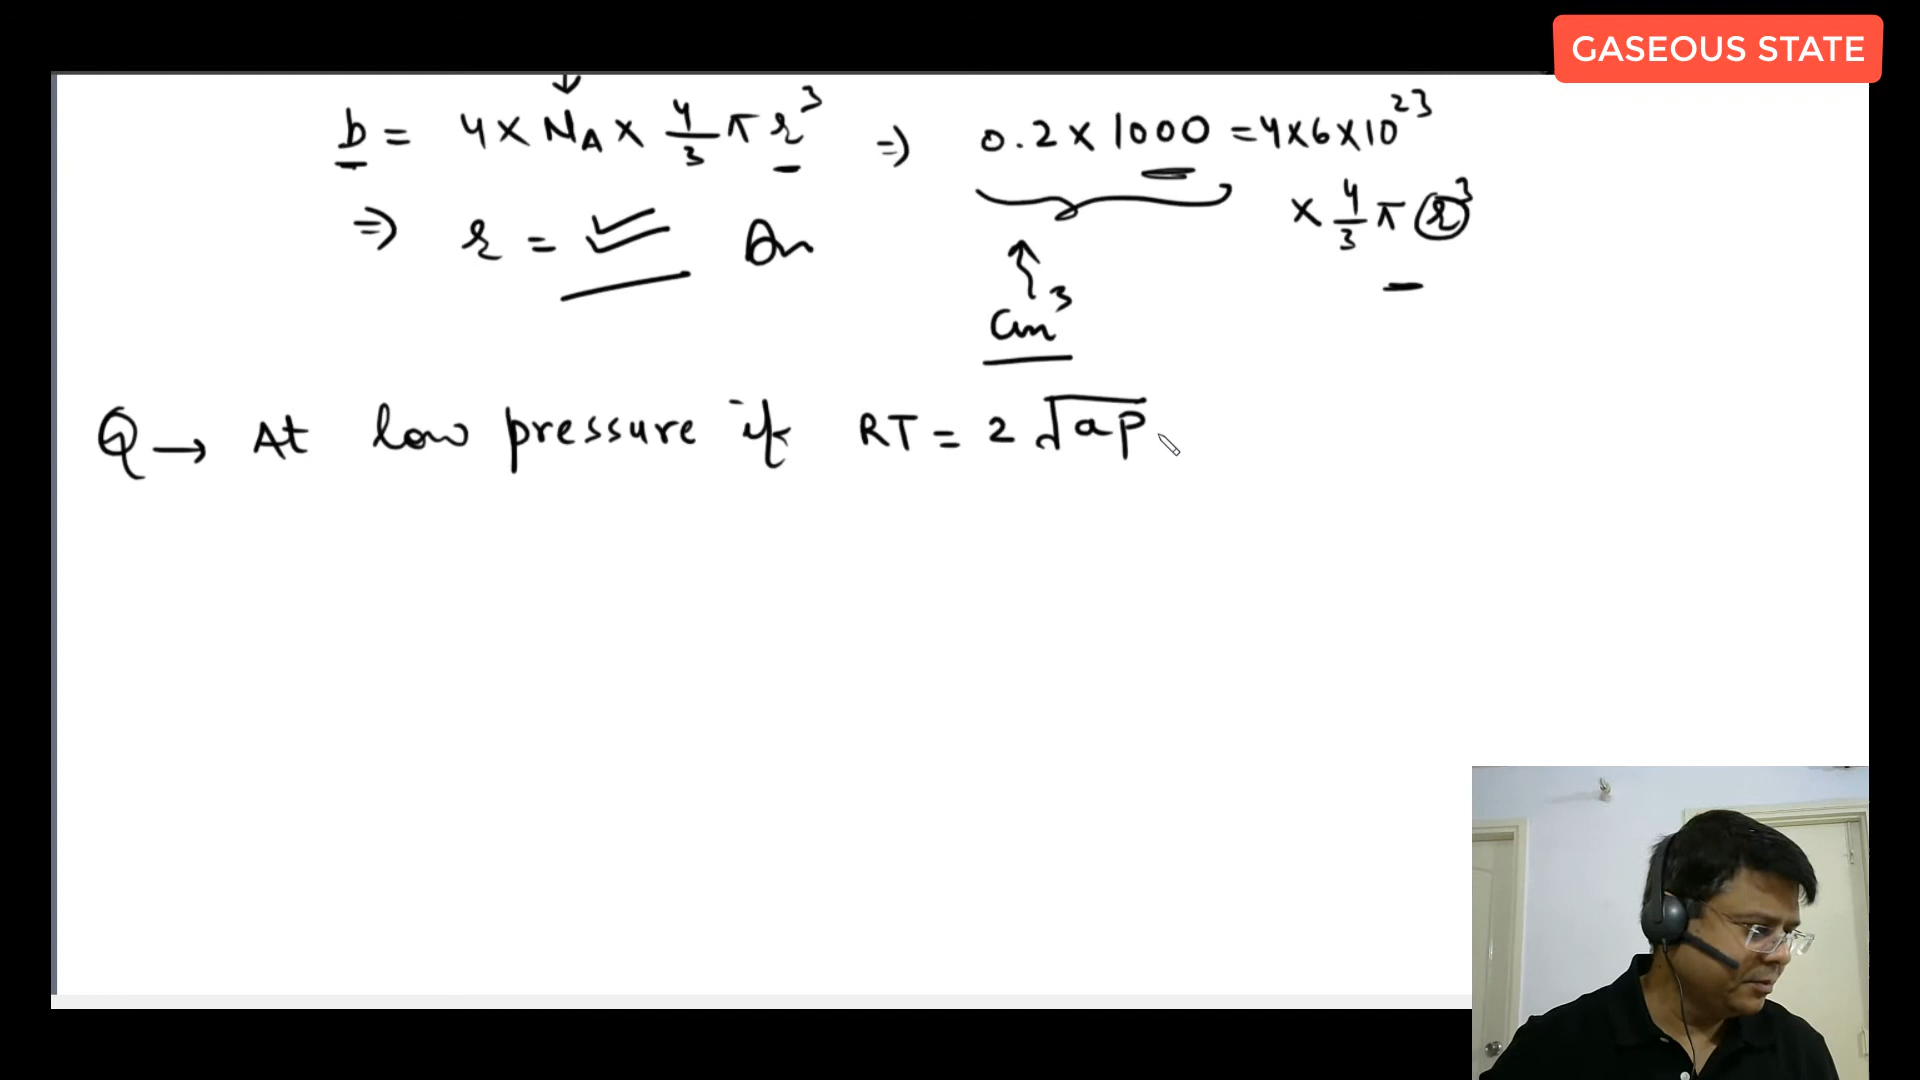 GASEOUS STATE
b = 4 × N_A × 4/3 π r³ ⇒ 0.2 × 1000 = 4×6×10²³
⇒ r = ✓ × 4/3 π r³
cm³
Q → At low pressure if RT = 2 √ap